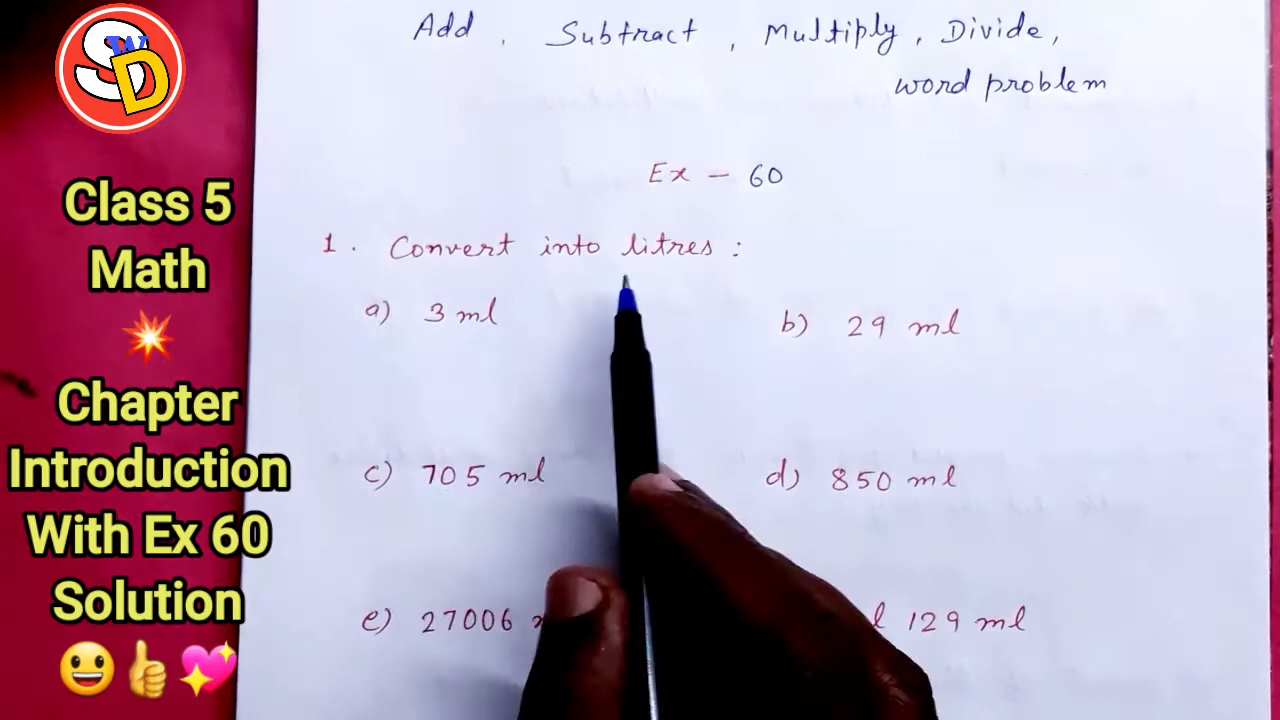 SWD
Class 5
Math
Chapter
Introduction
With Ex 60
Solution
Add , Subtract , Multiply , Divide ,
word problem
Ex - 60
1. Convert into litres :
a) 3 ml b) 29 ml
c) 705 ml d) 850 ml
e) 27006 l 129 ml